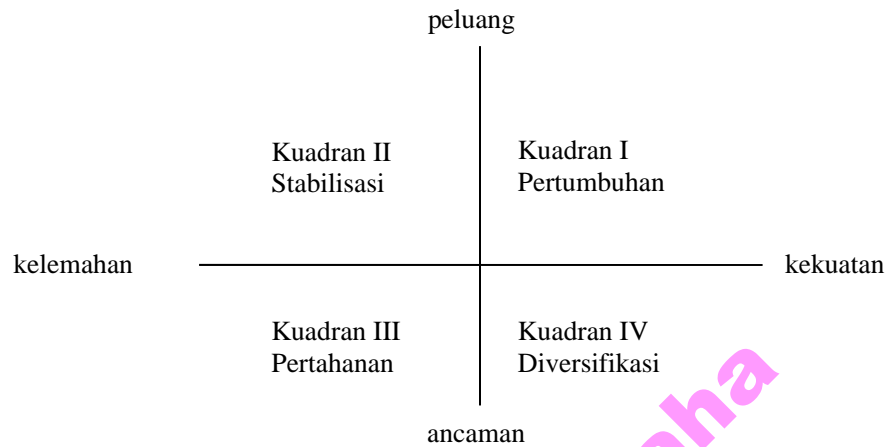 peluang
Kuadran II
Stabilisasi
Kuadran I
Pertumbuhan
kelemahan
kekuatan
Kuadran III
Pertahanan
Kuadran IV
Diversifikasi
ancaman